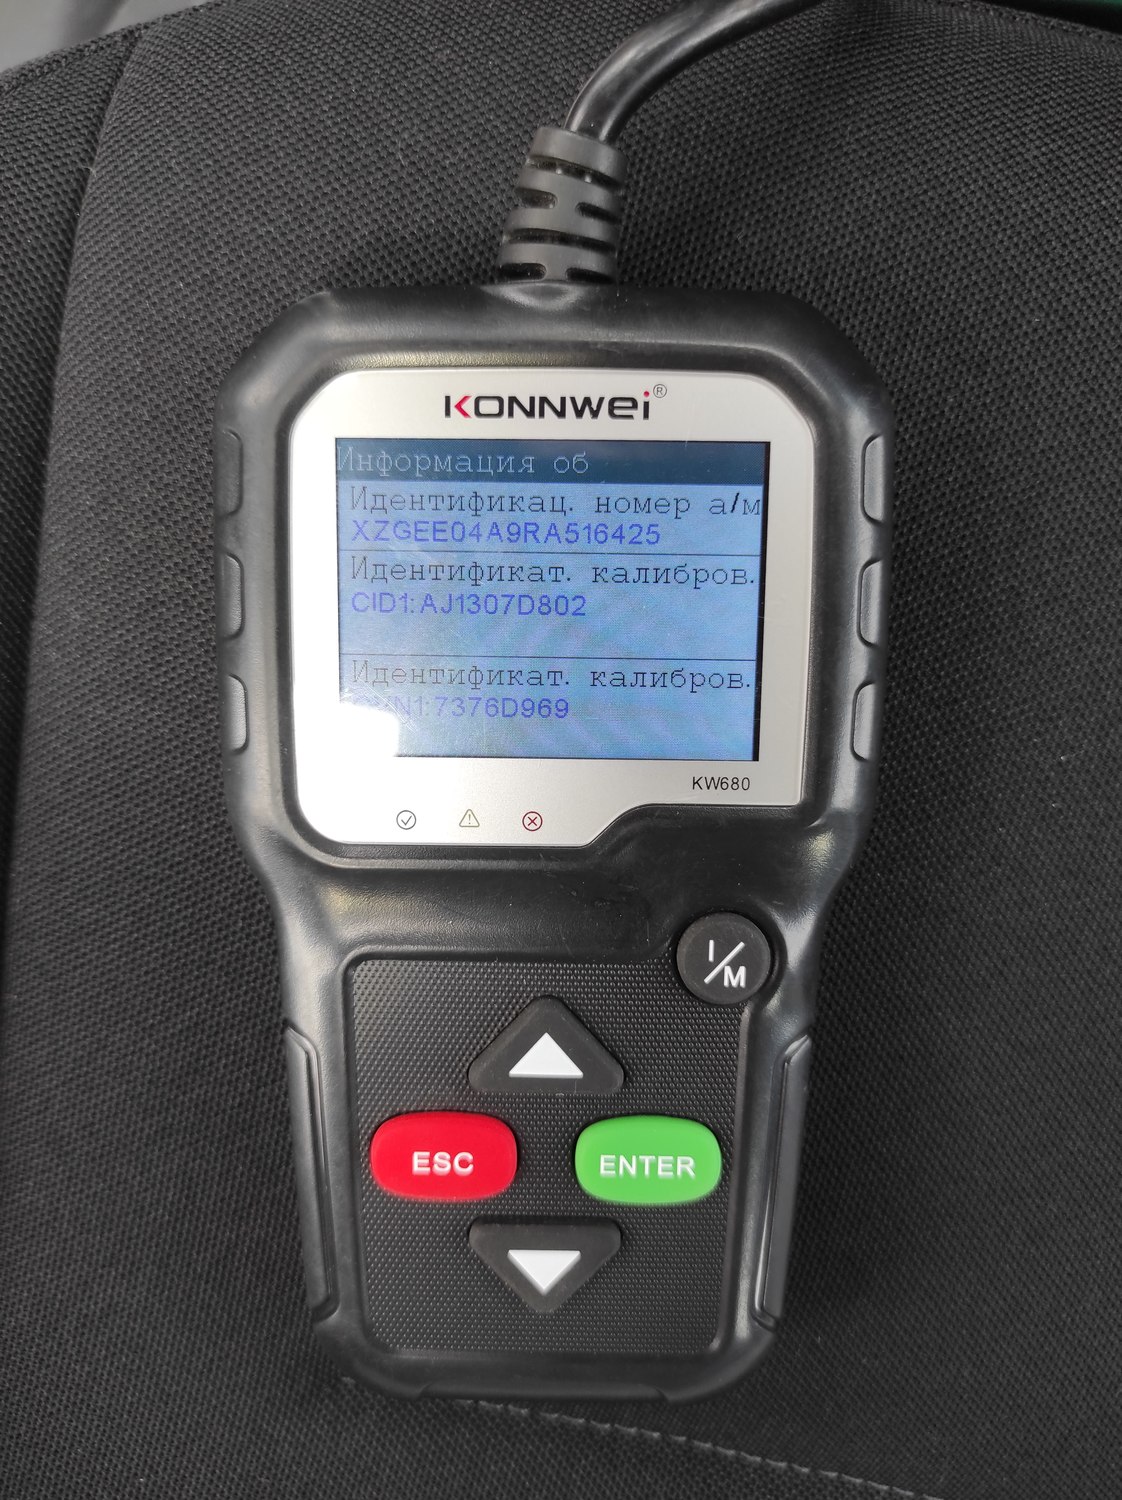 KONNWEI®
Информация об
Идентификац. номер а/м
XZGEE04A9RA516425
Идентификат. калибров.
CID1:AJ1307D802
Идентификат. калибров.
7376D969
KW680
I/M
ESC
ENTER